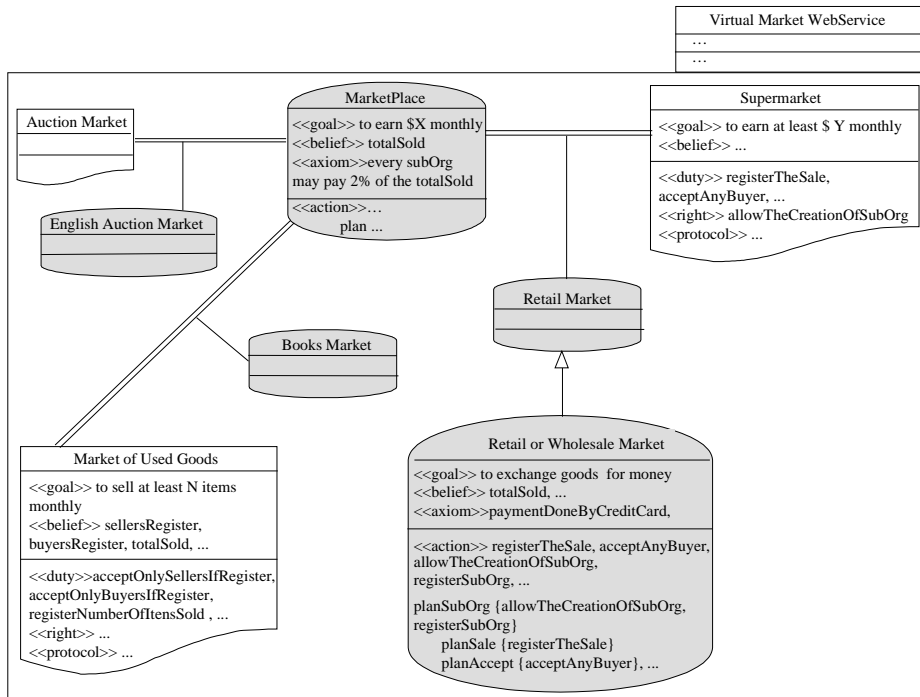 Virtual Market WebService
…
…
Auction Market
English Auction Market
MarketPlace
<<goal>> to earn $X monthly
<<belief>> totalSold
<<axiom>>every subOrg
may pay 2% of the totalSold
<<action>>…
plan ...
Supermarket
<<goal>> to earn at least $ Y monthly
<<belief>> ...
<<duty>> registerTheSale,
acceptAnyBuyer, ...
<<right>> allowTheCreationOfSubOrg
<<protocol>> ...
Retail Market
Books Market
Market of Used Goods
<<goal>> to sell at least N items
monthly
<<belief>> sellersRegister,
buyersRegister, totalSold, ...
<<duty>>acceptOnlySellersIfRegister,
acceptOnlyBuyersIfRegister,
registerNumberOfItensSold , ...
<<right>> ...
<<protocol>> ...
Retail or Wholesale Market
<<goal>> to exchange goods for money
<<belief>> totalSold, ...
<<axiom>>paymentDoneByCreditCard,
<<action>> registerTheSale, acceptAnyBuyer,
allowTheCreationOfSubOrg,
registerSubOrg, ...
planSubOrg {allowTheCreationOfSubOrg,
registerSubOrg}
planSale {registerTheSale}
planAccept {acceptAnyBuyer}, ...